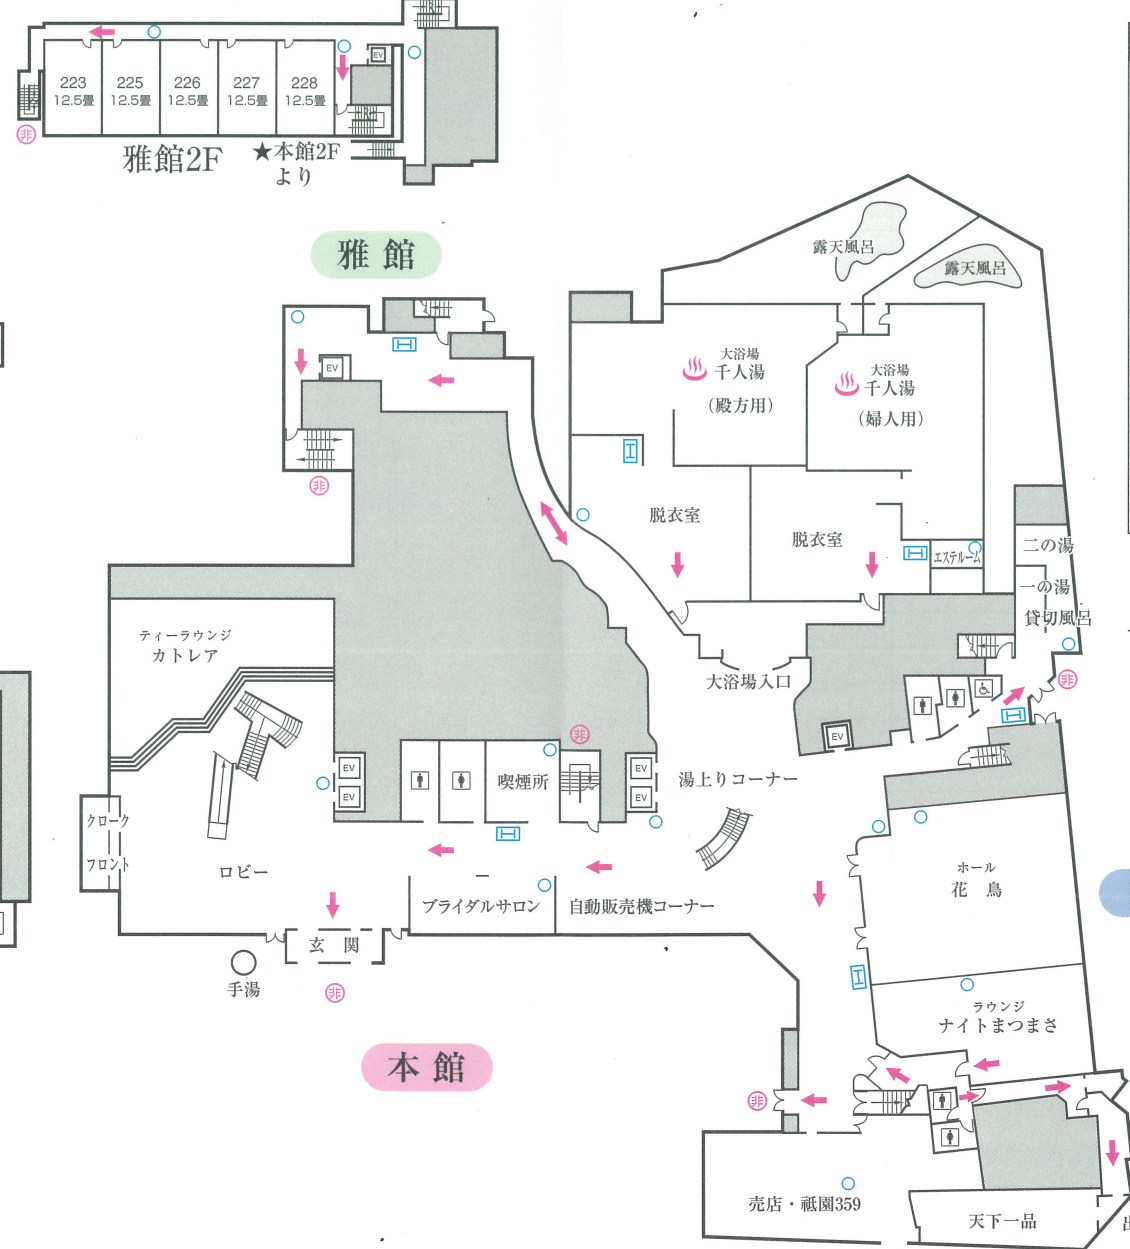 EV
223
12.5畳
225
12.5畳
226
12.5畳
227
12.5畳
228
12.5畳
非
雅館2F
★本館2F
より
雅 館
露天風呂
露天風呂
EV
大浴場
千人湯
(殿方用)
大浴場
千人湯
(婦人用)
非
脱衣室
脱衣室
エステルーム
二の湯
一の湯
貸切風呂
ティーラウンジ
カトレア
大浴場入口
非
非
EV
EV
EV
喫煙所
EV
EV
湯上りコーナー
クローク
フロント
ロビー
ブライダルサロン
自動販売機コーナー
ホール
花 鳥
玄 関
手湯
非
ラウンジ
ナイトまつまさ
本 館
非
売店・祗園359
天下一品